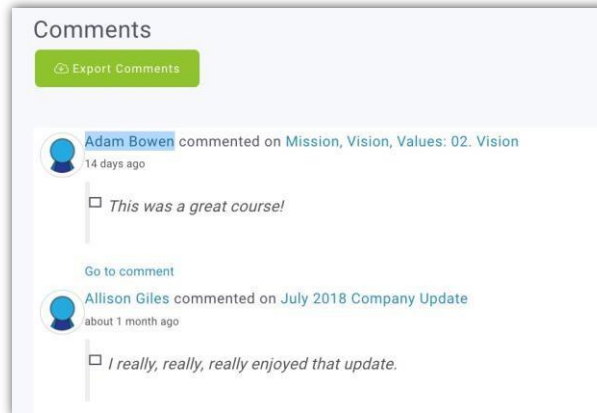 Comments
Export Comments
Adam Bowen commented on Mission, Vision, Values: 02. Vision
14 days ago
This was a great course!
Go to comment
Allison Giles commented on July 2018 Company Update
about 1 month ago
I really, really, really enjoyed that update.